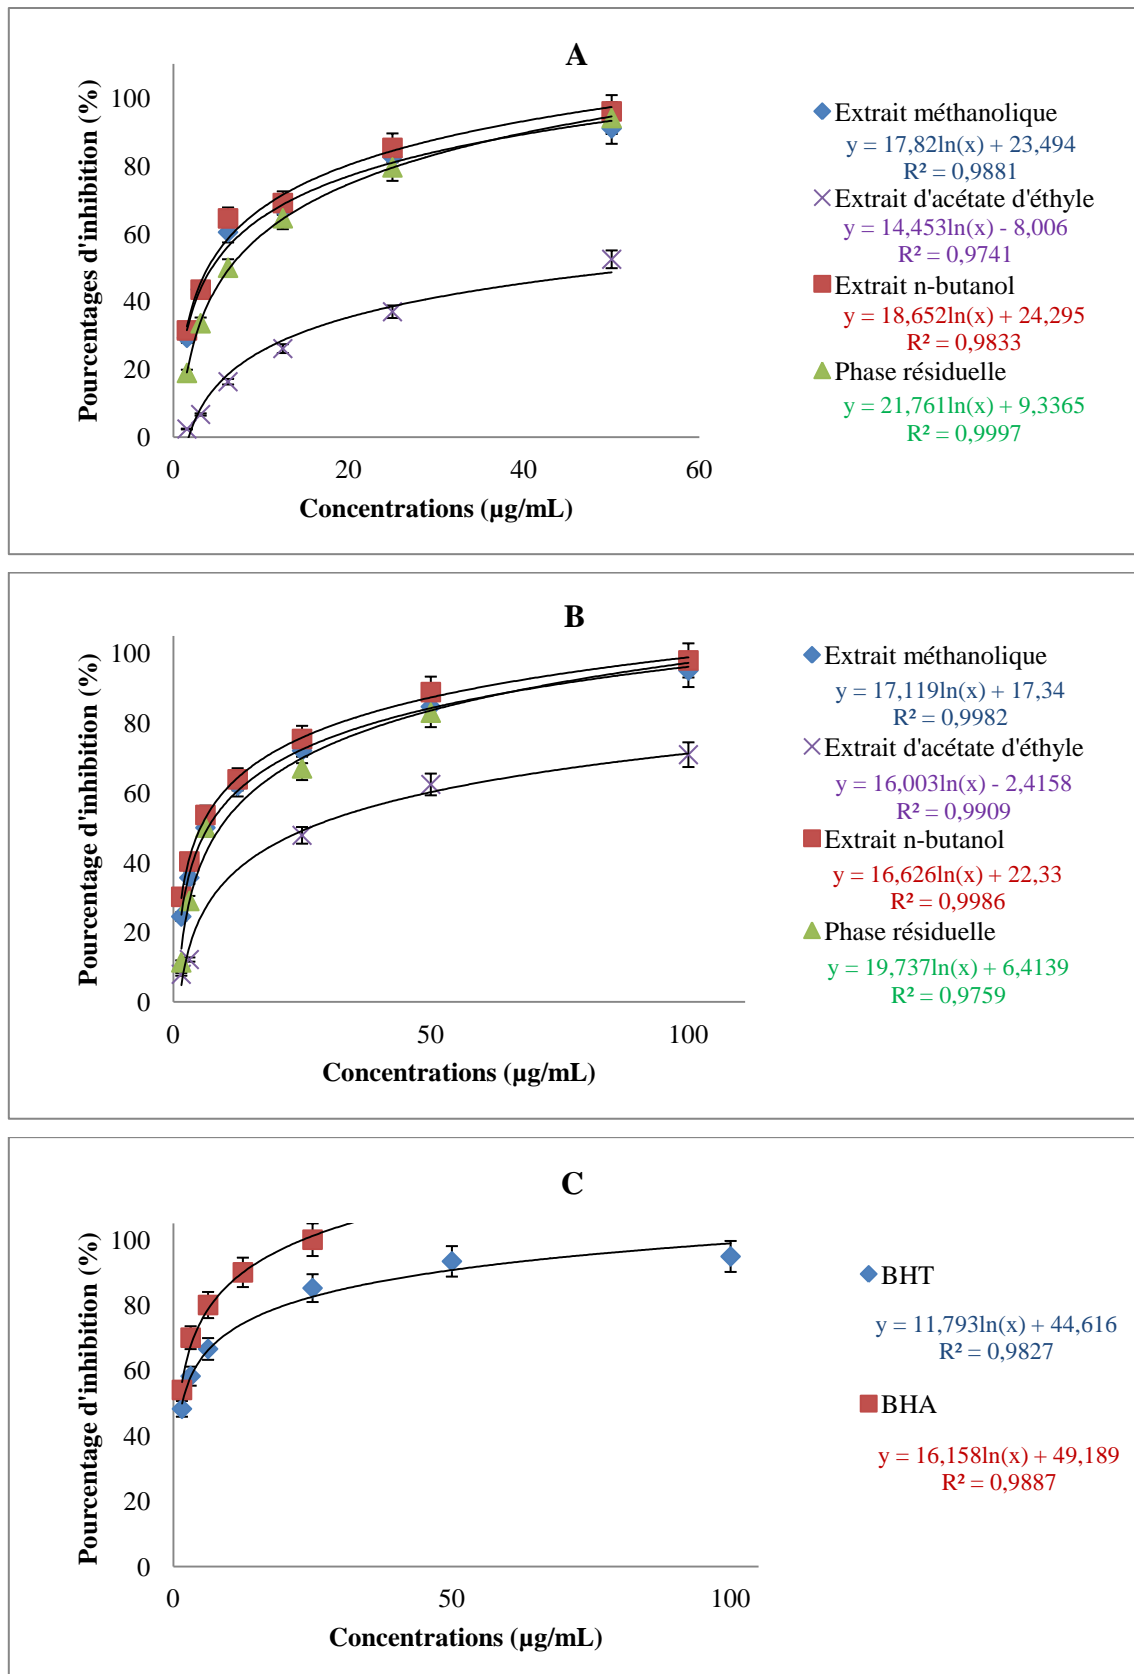 A
Pourcentages d'inhibition (%)
100
80
60
40
20
0
0 20 40 60
Concentrations (µg/mL)
Extrait méthanolique
y = 17,82ln(x) + 23,494
R² = 0,9881
Extrait d'acétate d'éthyle
y = 14,453ln(x) - 8,006
R² = 0,9741
Extrait n-butanol
y = 18,652ln(x) + 24,295
R² = 0,9833
Phase résiduelle
y = 21,761ln(x) + 9,3365
R² = 0,9997
B
Pourcentage d'inhibition (%)
100
80
60
40
20
0
0 50 100
Concentrations (µg/mL)
Extrait méthanolique
y = 17,119ln(x) + 17,34
R² = 0,9982
Extrait d'acétate d'éthyle
y = 16,003ln(x) - 2,4158
R² = 0,9909
Extrait n-butanol
y = 16,626ln(x) + 22,33
R² = 0,9986
Phase résiduelle
y = 19,737ln(x) + 6,4139
R² = 0,9759
C
Pourcentage d'inhibition (%)
100
80
60
40
20
0
0 50 100
Concentrations (µg/mL)
BHT
y = 11,793ln(x) + 44,616
R² = 0,9827
BHA
y = 16,158ln(x) + 49,189
R² = 0,9887